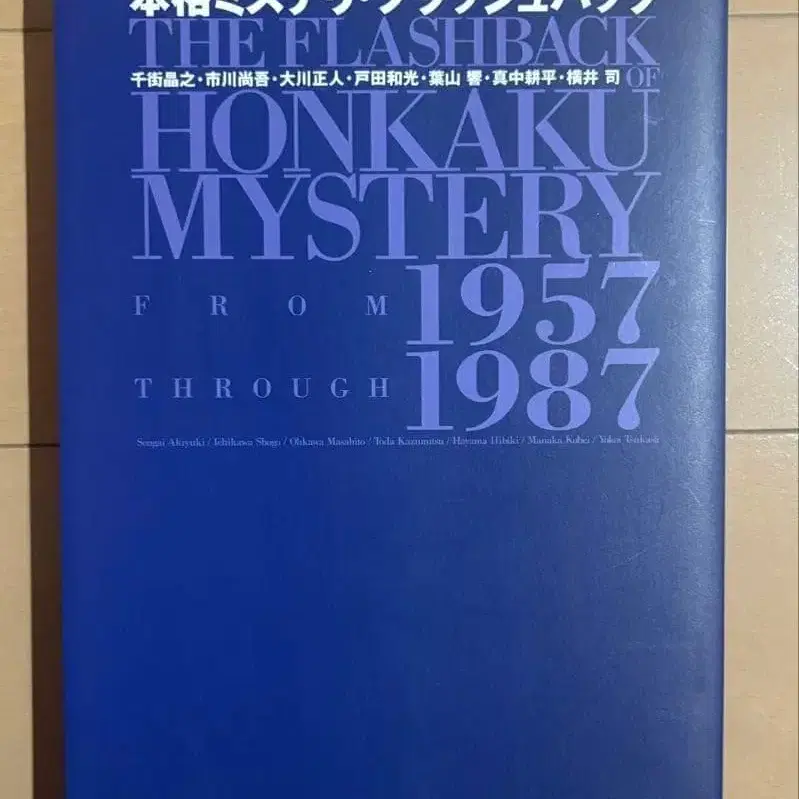 本格ミステリ・フラッシュバック
THE FLASHBACK
千街晶之・市川尚吾・大川正人・戸田和光・葉山 響・真中耕平・横井 司
OF
HONKAKU
MYSTERY
FROM 1957
THROUGH 1987
Sengai Akiyuki / Ichikawa Shogo / Ohkawa Masahito / Toda Kazumitsu / Hayama Hibiki / Manaka Kohei / Yokoi Tsukasa